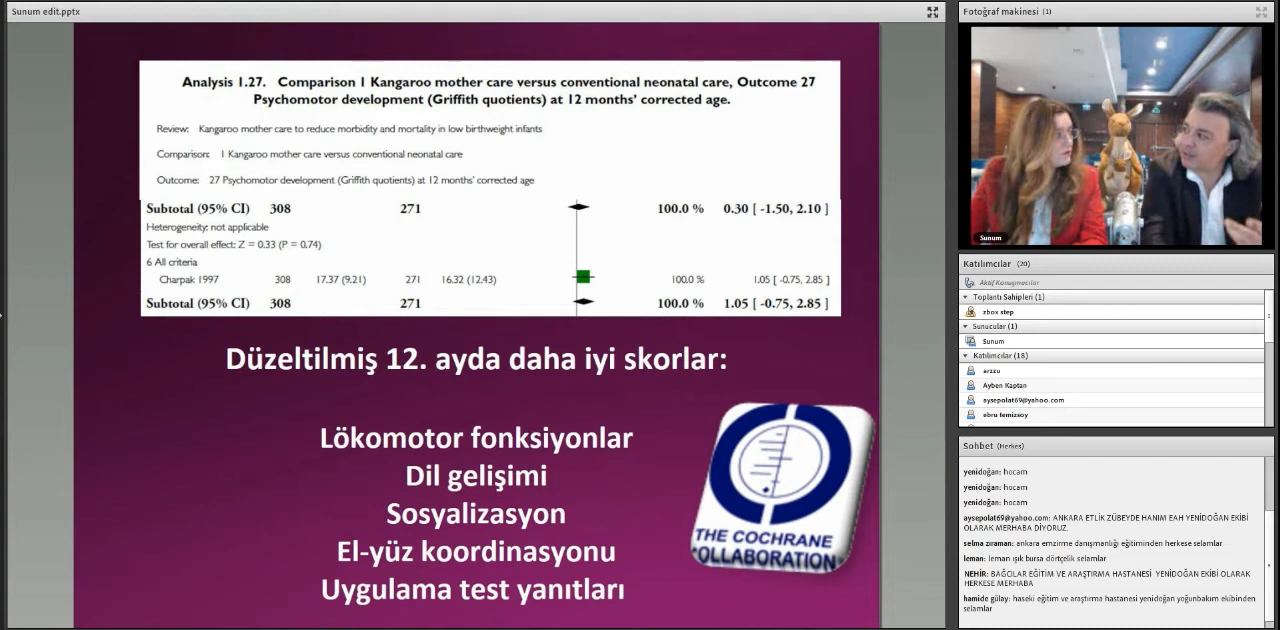 Sunum edit.pptx
Analysis 1.27. Comparison 1 Kangaroo mother care versus conventional neonatal care, Outcome 27
Psychomotor development (Griffith quotients) at 12 months' corrected age.
Review: Kangaroo mother care to reduce morbidity and mortality in low birthweight infants
Comparison: 1 Kangaroo mother care versus conventional neonatal care
Outcome: 27 Psychomotor development (Griffith quotients) at 12 months' corrected age
Subtotal (95% CI) 308 271 100.0 % 0.30 [ -1.50, 2.10 ]
Heterogeneity: not applicable
Test for overall effect: Z = 0.33 (P = 0.74)
6 All criteria
Charpak 1997 308 17.37 (9.21) 271 16.32 (12.43) 100.0 % 1.05 [ -0.75, 2.85 ]
Subtotal (95% CI) 308 271 100.0 % 1.05 [ -0.75, 2.85 ]
Düzeltilmiş 12. ayda daha iyi skorlar:
Lökomotor fonksiyonlar
Dil gelişimi
Sosyalizasyon
El-yüz koordinasyonu
Uygulama test yanıtları
THE COCHRANE
COLLABORATION
Fotoğraf makinesi (1)
Sunum
Katılımcılar (20)
Aktif Konuşmacılar
Toplantı Sahipleri (1)
zbox step
Sunucular (1)
Sunum
Katılımcılar (18)
arzzu
Ayben Kaptan
aysepolat69@yahoo.com
ebru temizsoy
Sohbet (Herkes)
yenidoğan: hocam
yenidoğan: hocam
yenidoğan: hocam
aysepolat69@yahoo.com: ANKARA ETLİK ZÜBEYDE HANIM EAH YENİDOĞAN EKİBİ
OLARAK MERHABA DİYORUZ.
selma zıraman: ankara emzirme danışmanlığı eğitiminden herkese selamlar
leman: leman ışık bursa dörtçelik selamlar
NEHİR: BAĞCILAR EĞİTİM VE ARAŞTIRMA HASTANESİ YENİDOĞAN EKİBİ OLARAK
HERKESE MERHABA
hamide gülay: haseki eğitim ve araştırma hastanesi yenidoğan yoğunbakım ekibinden
selamlar